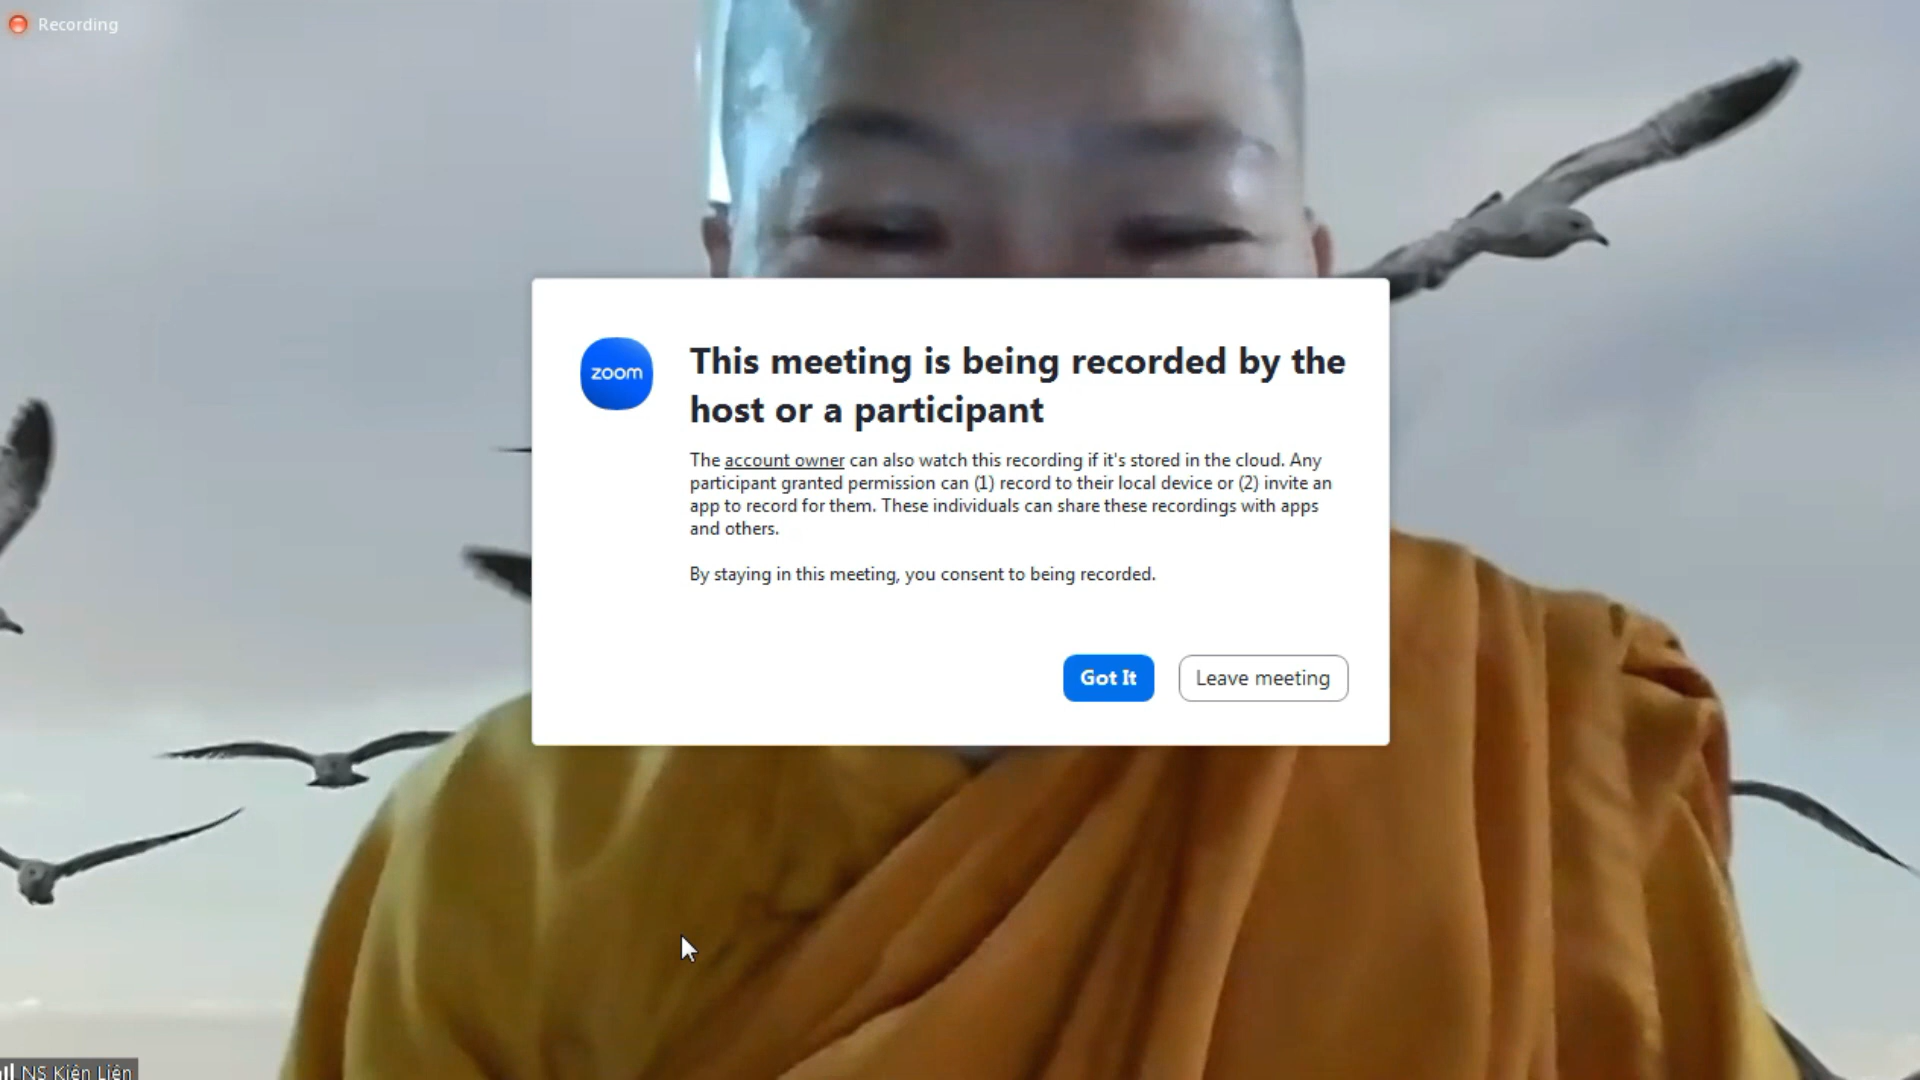 Recording
zoom
This meeting is being recorded by the
host or a participant
The account owner can also watch this recording if it's stored in the cloud. Any
participant granted permission can (1) record to their local device or (2) invite an
app to record for them. These individuals can share these recordings with apps
and others.
By staying in this meeting, you consent to being recorded.
Got It
Leave meeting
NS Kiên Liên